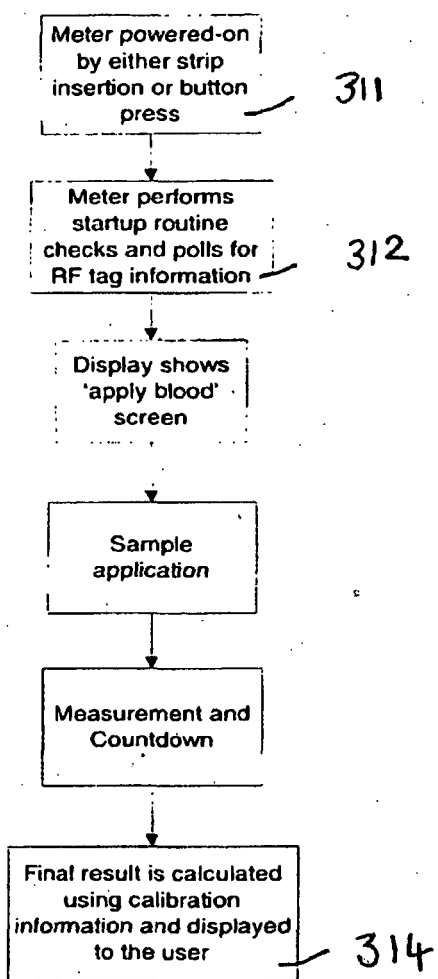 Meter powered-on
by either strip
insertion or button
press
311
Meter performs
startup routine
checks and polls for
RF tag information
312
Display shows
'apply blood'
screen
Sample
application
Measurement and
Countdown
Final result is calculated
using calibration
information and displayed
to the user
314